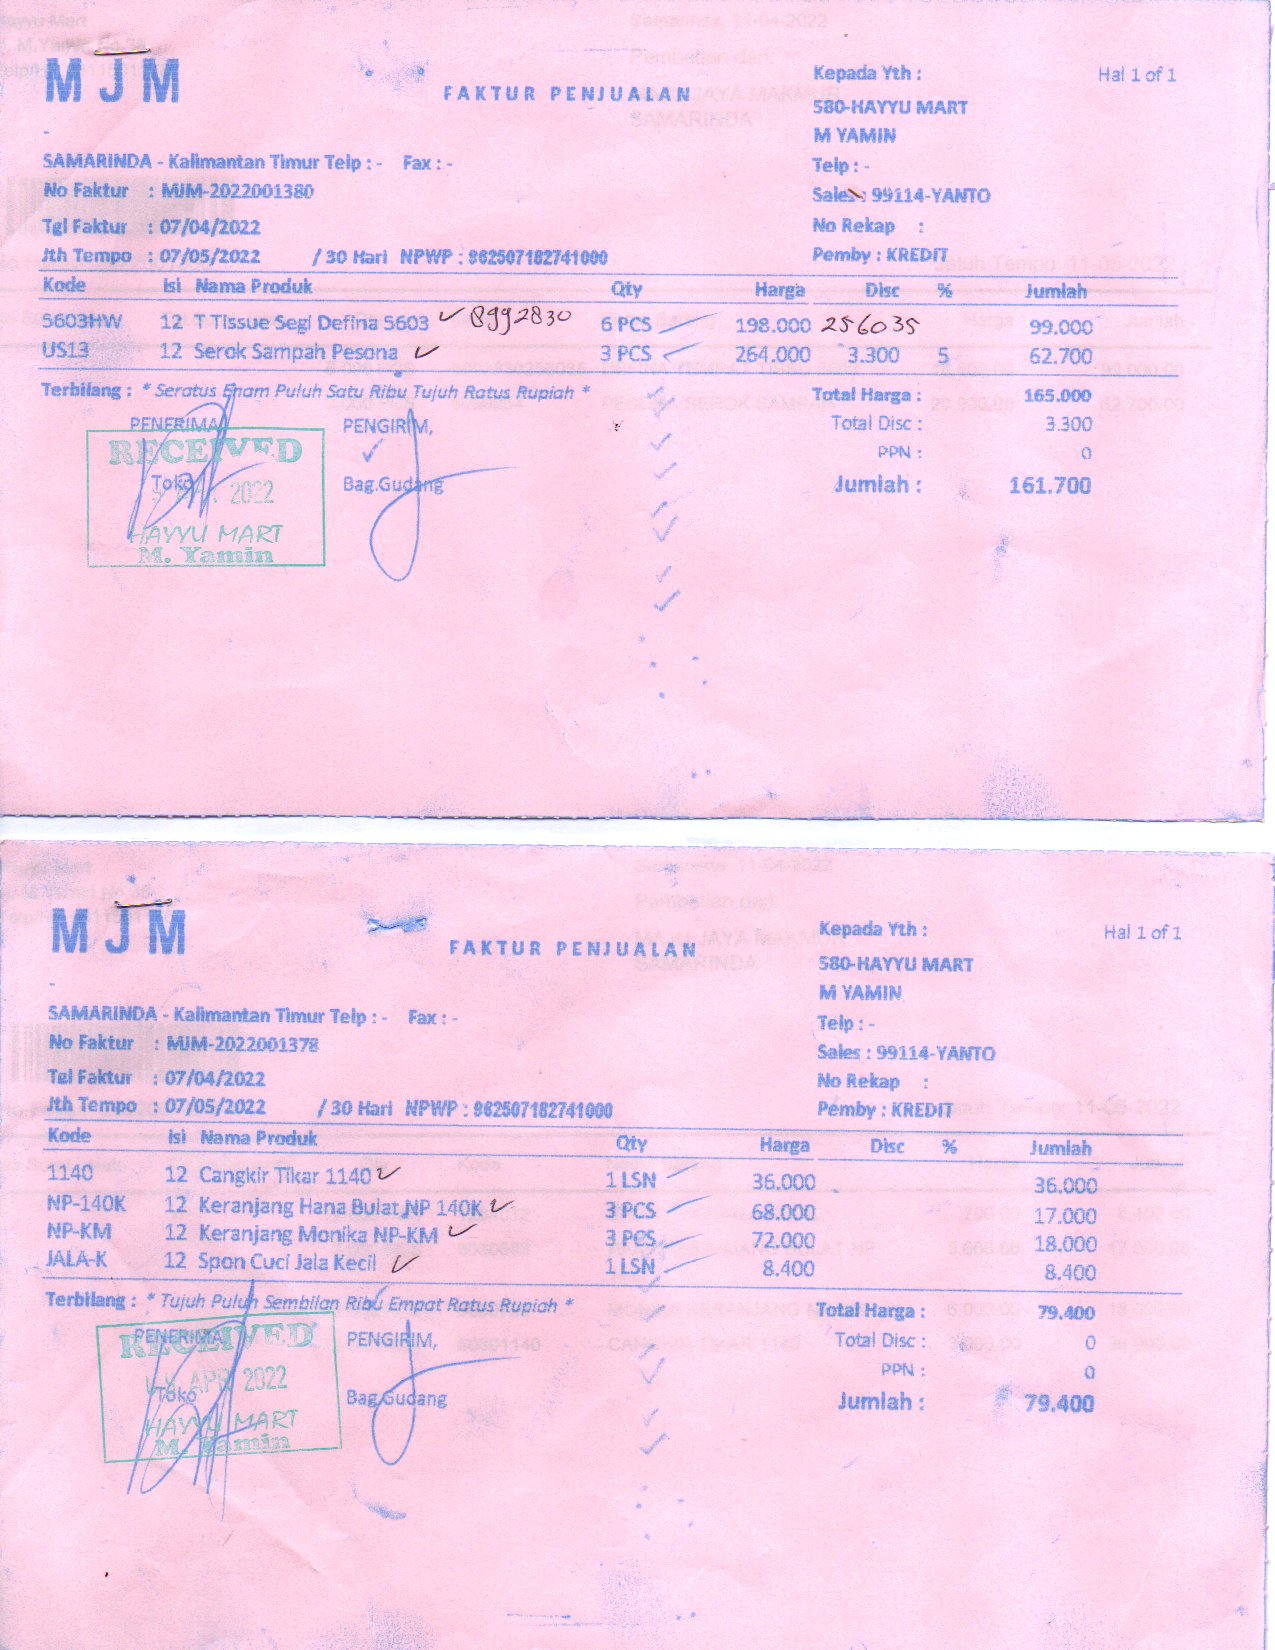 MJM
FAKTUR PENJUALAN
Kepada Yth :
Hal 1 of 1
580-HAYYU MART
M YAMIN
-
SAMARINDA - Kalimantan Timur Telp : - Fax : -
Telp : -
No Faktur : MJM-2022001380
Sales : 99114-YANTO
Tgl Faktur : 07/04/2022
No Rekap :
Jth Tempo : 07/05/2022 / 30 Hari NPWP : 862507182741000
Pemby : KREDIT
Kode Isi Nama Produk Qty Harga Disc % Jumlah
5603HW 12 T Tissue Segi Defina 5603 8992830 6 PCS 198.000 256035 99.000
US13 12 Serok Sampah Pesona 3 PCS 264.000 3.300 5 62.700
Terbilang : * Seratus Enam Puluh Satu Ribu Tujuh Ratus Rupiah *
Total Harga : 165.000
PENERIMA PENGIRIM,
Total Disc : 3.300
RECEIVED
PPN : 0
Toko Bag.Gudang
Jumlah : 161.700
2022
HAYYU MART
M. Yamin
MJM
FAKTUR PENJUALAN
Kepada Yth :
Hal 1 of 1
580-HAYYU MART
M YAMIN
-
SAMARINDA - Kalimantan Timur Telp : - Fax : -
Telp : -
No Faktur : MJM-2022001378
Sales : 99114-YANTO
Tgl Faktur : 07/04/2022
No Rekap :
Jth Tempo : 07/05/2022 / 30 Hari NPWP : 862507182741000
Pemby : KREDIT
Kode Isi Nama Produk Qty Harga Disc % Jumlah
1140 12 Cangkir Tikar 1140 1 LSN 36.000 36.000
NP-140K 12 Keranjang Hana Bulat NP 140K 3 PCS 68.000 17.000
NP-KM 12 Keranjang Monika NP-KM 3 PCS 72.000 18.000
JALA-K 12 Spon Cuci Jala Kecil 1 LSN 8.400 8.400
Terbilang : * Tujuh Puluh Sembilan Ribu Empat Ratus Rupiah *
Total Harga : 79.400
PENERIMA PENGIRIM,
Total Disc : 0
RECEIVED
PPN : 0
APR 2022
Toko Bag.Gudang
Jumlah : 79.400
HAYYU MART
M. Yamin